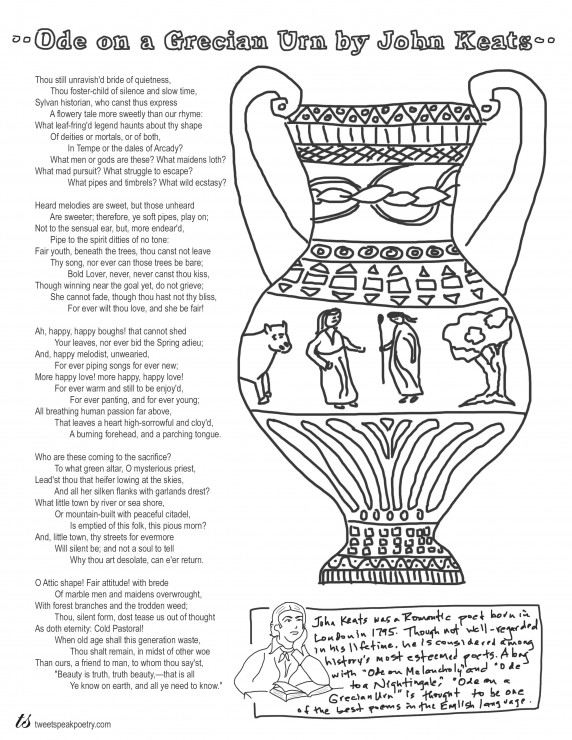 --Ode on a Grecian Urn by John Keats--
Thou still unravish'd bride of quietness,
Thou foster-child of silence and slow time,
Sylvan historian, who canst thus express
A flowery tale more sweetly than our rhyme:
What leaf-fring'd legend haunts about thy shape
Of deities or mortals, or of both,
In Tempe or the dales of Arcady?
What men or gods are these? What maidens loth?
What mad pursuit? What struggle to escape?
What pipes and timbrels? What wild ecstasy?
Heard melodies are sweet, but those unheard
Are sweeter; therefore, ye soft pipes, play on;
Not to the sensual ear, but, more endear'd,
Pipe to the spirit ditties of no tone:
Fair youth, beneath the trees, thou canst not leave
Thy song, nor ever can those trees be bare;
Bold Lover, never, never canst thou kiss,
Though winning near the goal yet, do not grieve;
She cannot fade, though thou hast not thy bliss,
For ever wilt thou love, and she be fair!
Ah, happy, happy boughs! that cannot shed
Your leaves, nor ever bid the Spring adieu;
And, happy melodist, unwearied,
For ever piping songs for ever new;
More happy love! more happy, happy love!
For ever warm and still to be enjoy'd,
For ever panting, and for ever young;
All breathing human passion far above,
That leaves a heart high-sorrowful and cloy'd,
A burning forehead, and a parching tongue.
Who are these coming to the sacrifice?
To what green altar, O mysterious priest,
Lead'st thou that heifer lowing at the skies,
And all her silken flanks with garlands drest?
What little town by river or sea shore,
Or mountain-built with peaceful citadel,
Is emptied of this folk, this pious morn?
And, little town, thy streets for evermore
Will silent be; and not a soul to tell
Why thou art desolate, can e'er return.
O Attic shape! Fair attitude! with brede
Of marble men and maidens overwrought,
With forest branches and the trodden weed;
Thou, silent form, dost tease us out of thought
As doth eternity: Cold Pastoral!
When old age shall this generation waste,
Thou shalt remain, in midst of other woe
Than ours, a friend to man, to whom thou say'st,
"Beauty is truth, truth beauty,—that is all
Ye know on earth, and all ye need to know."
John Keats was a Romantic poet born in
London in 1795. Though not well-regarded
in his lifetime, he is considered among
history's most esteemed poets. Along
with "Ode on Melancholy" and "Ode
to a Nightingale," "Ode on a
Grecian Urn" is thought to be one
of the best poems in the English language.
ts tweetspeakpoetry.com